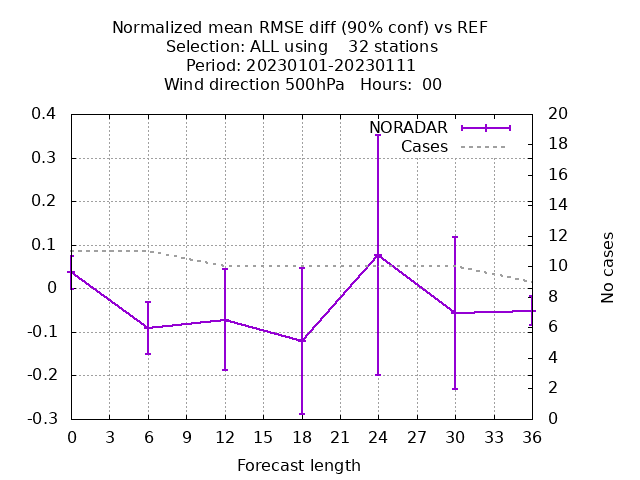 Normalized mean RMSE diff (90% conf) vs REF
Selection: ALL using    32 stations
Period: 20230101-20230111
Wind direction 500hPa   Hours:  00
NORADAR
Cases
0.4
0.3
0.2
0.1
0
-0.1
-0.2
-0.3
20
18
16
14
12
10
8
6
4
2
0
No cases
0 3 6 9 12 15 18 21 24 27 30 33 36
Forecast length